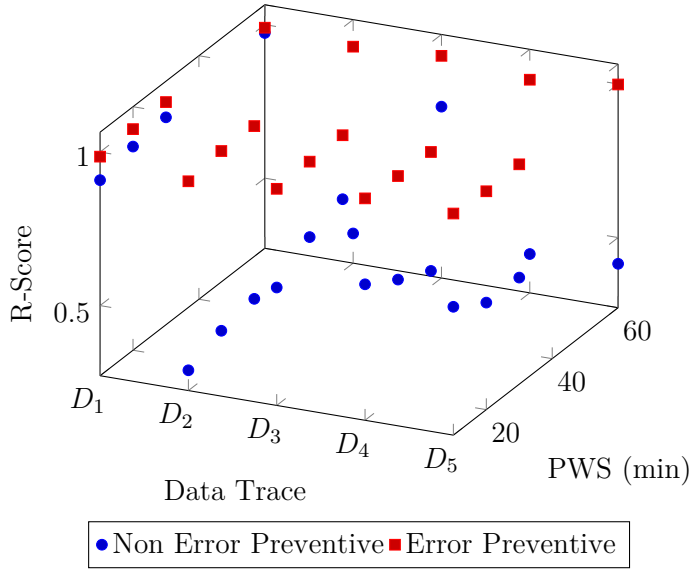 1
0.5
R-Score
D₁
D₂
D₃
D₄
D₅
20
40
60
Data Trace
PWS (min)
Non Error Preventive
Error Preventive